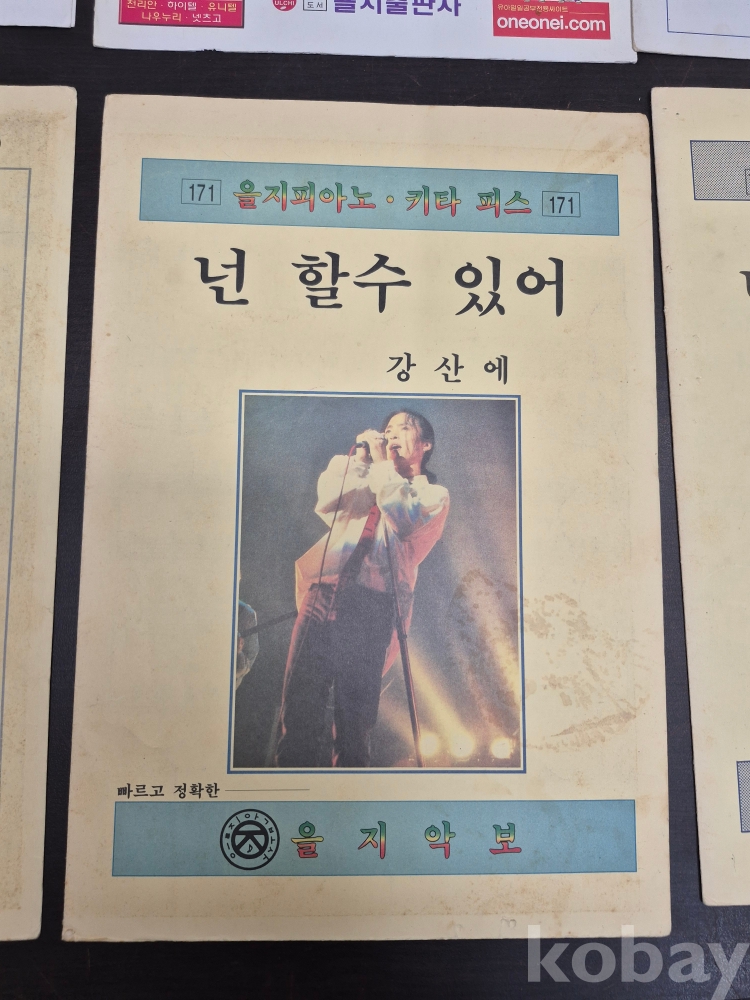 천리안 · 하이텔 · 유니텔
나우누리 · 넷츠고
ULCHI
도서
을지출판사
oneonei.com
171 을지피아노 · 키타 피스 171
넌 할수 있어
강 산 에
빠르고 정확한
을 지 악 보
kobay